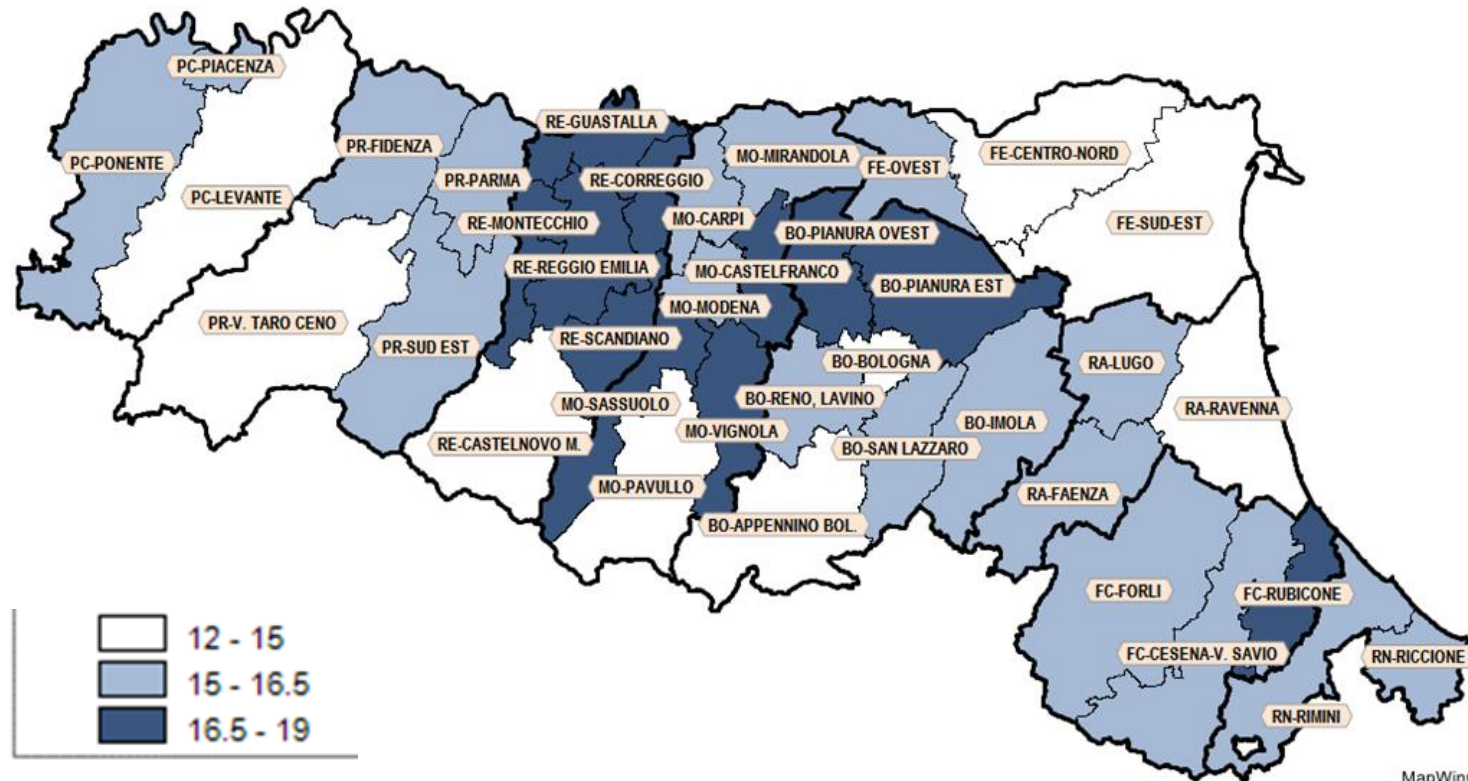 PC-PIACENZA
RE-GUASTALLA
PR-FIDENZA
MO-MIRANDOLA
FE-CENTRO-NORD
PC-PONENTE
FE-OVEST
PR-PARMA
RE-CORREGGIO
PC-LEVANTE
MO-CARPI
RE-MONTECCHIO
FE-SUD-EST
BO-PIANURA OVEST
RE-REGGIO EMILIA
MO-CASTELFRANCO
BO-PIANURA EST
MO-MODENA
PR-V. TARO CENO
RE-SCANDIANO
PR-SUD EST
BO-BOLOGNA
RA-LUGO
BO-RENO, LAVINO
MO-SASSUOLO
RA-RAVENNA
BO-IMOLA
MO-VIGNOLA
RE-CASTELNOVO M.
BO-SAN LAZZARO
MO-PAVULLO
RA-FAENZA
BO-APPENNINO BOL.
FC-FORLI
FC-RUBICONE
FC-CESENA-V. SAVIO
RN-RICCIONE
RN-RIMINI
12 - 15
15 - 16.5
16.5 - 19